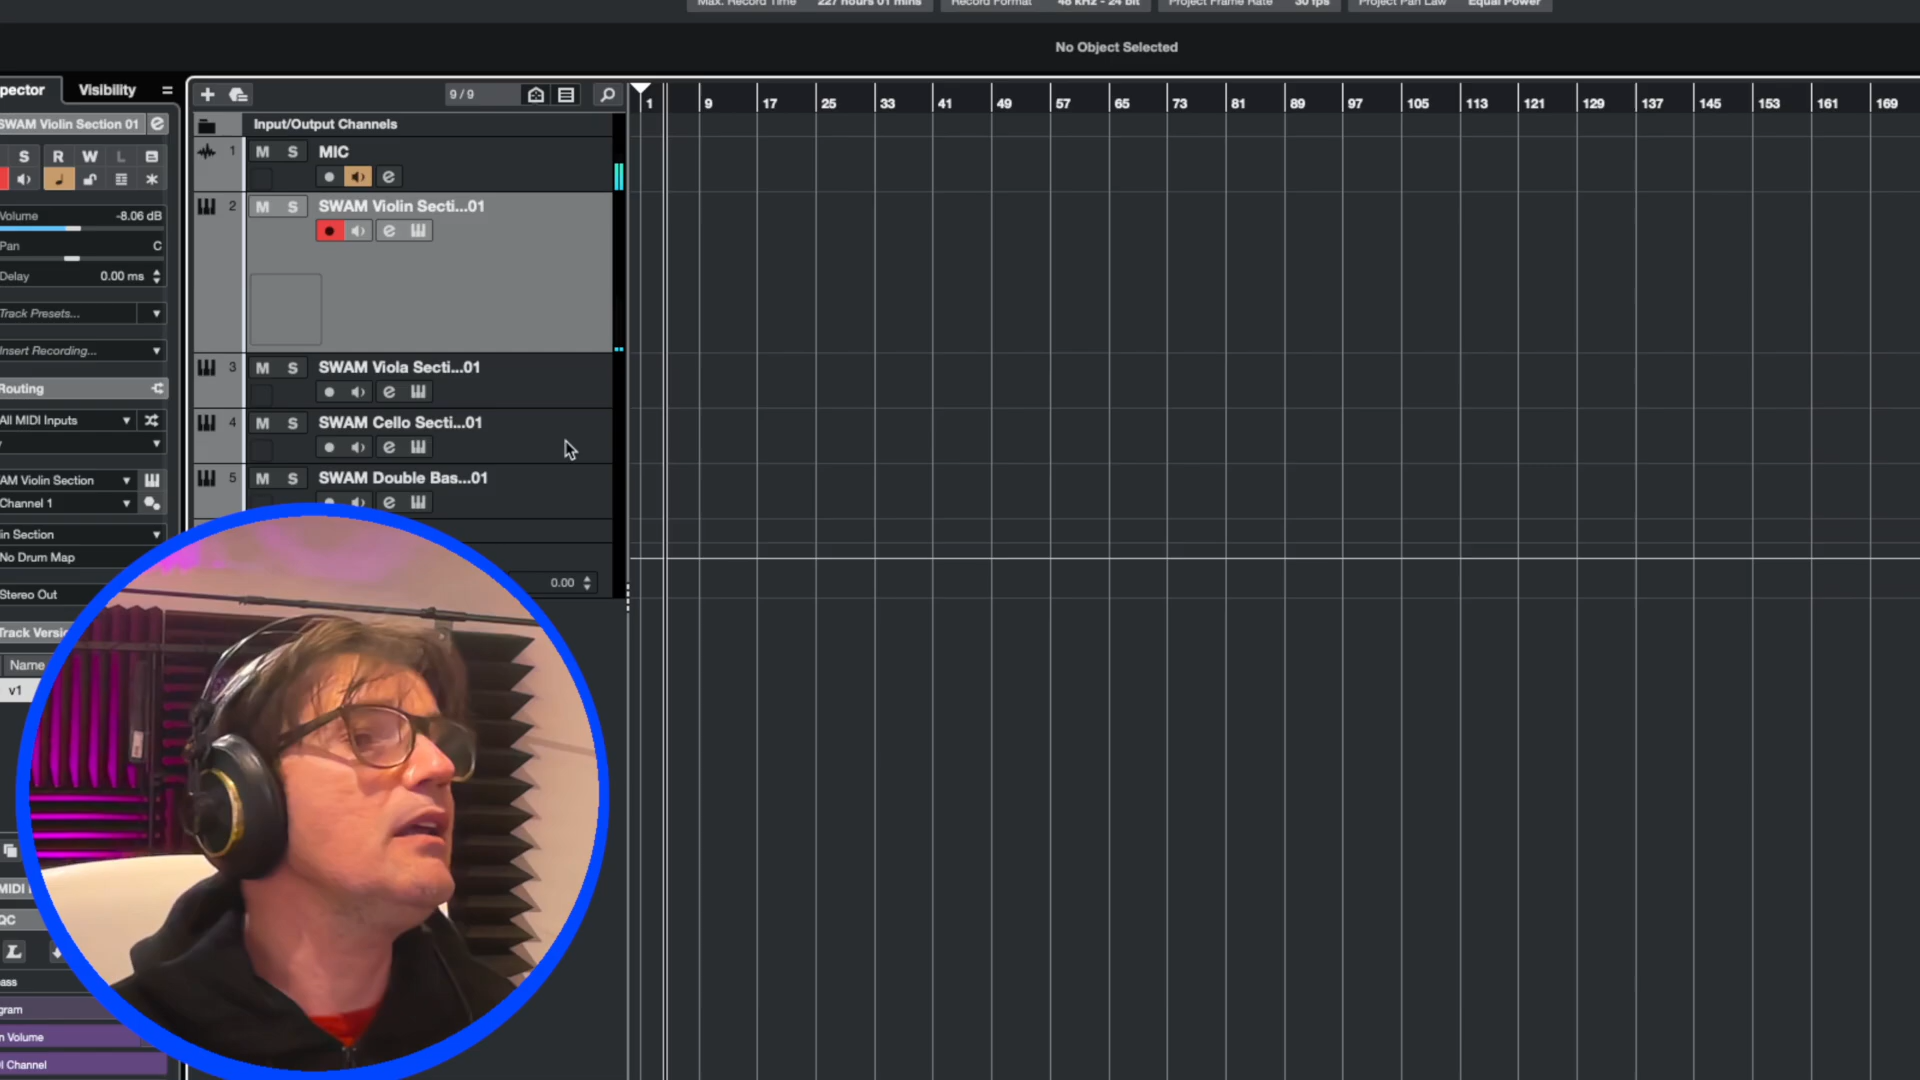 Max. Record Time 227 hours 01 mins Record Format 48 kHz - 24 bit Project Frame Rate 30 fps Project Pan Law Equal Power
No Object Selected
pector Visibility
9/9
1 9 17 25 33 41 49 57 65 73 81 89 97 105 113 121 129 137 145 153 161 169
SWAM Violin Section 01 e
S R W L
Volume -8.06 dB
Pan C
Delay 0.00 ms
Track Presets...
Insert Recording...
Routing
All MIDI Inputs
AM Violin Section
Channel 1
in Section
No Drum Map
Stereo Out
Track Versio
Name
v1
MIDI I
QC
L
ass
gram
n Volume
I Channel
Input/Output Channels
1 M S MIC
e
2 M S SWAM Violin Secti...01
e
3 M S SWAM Viola Secti...01
e
4 M S SWAM Cello Secti...01
e
5 M S SWAM Double Bas...01
e
0.00